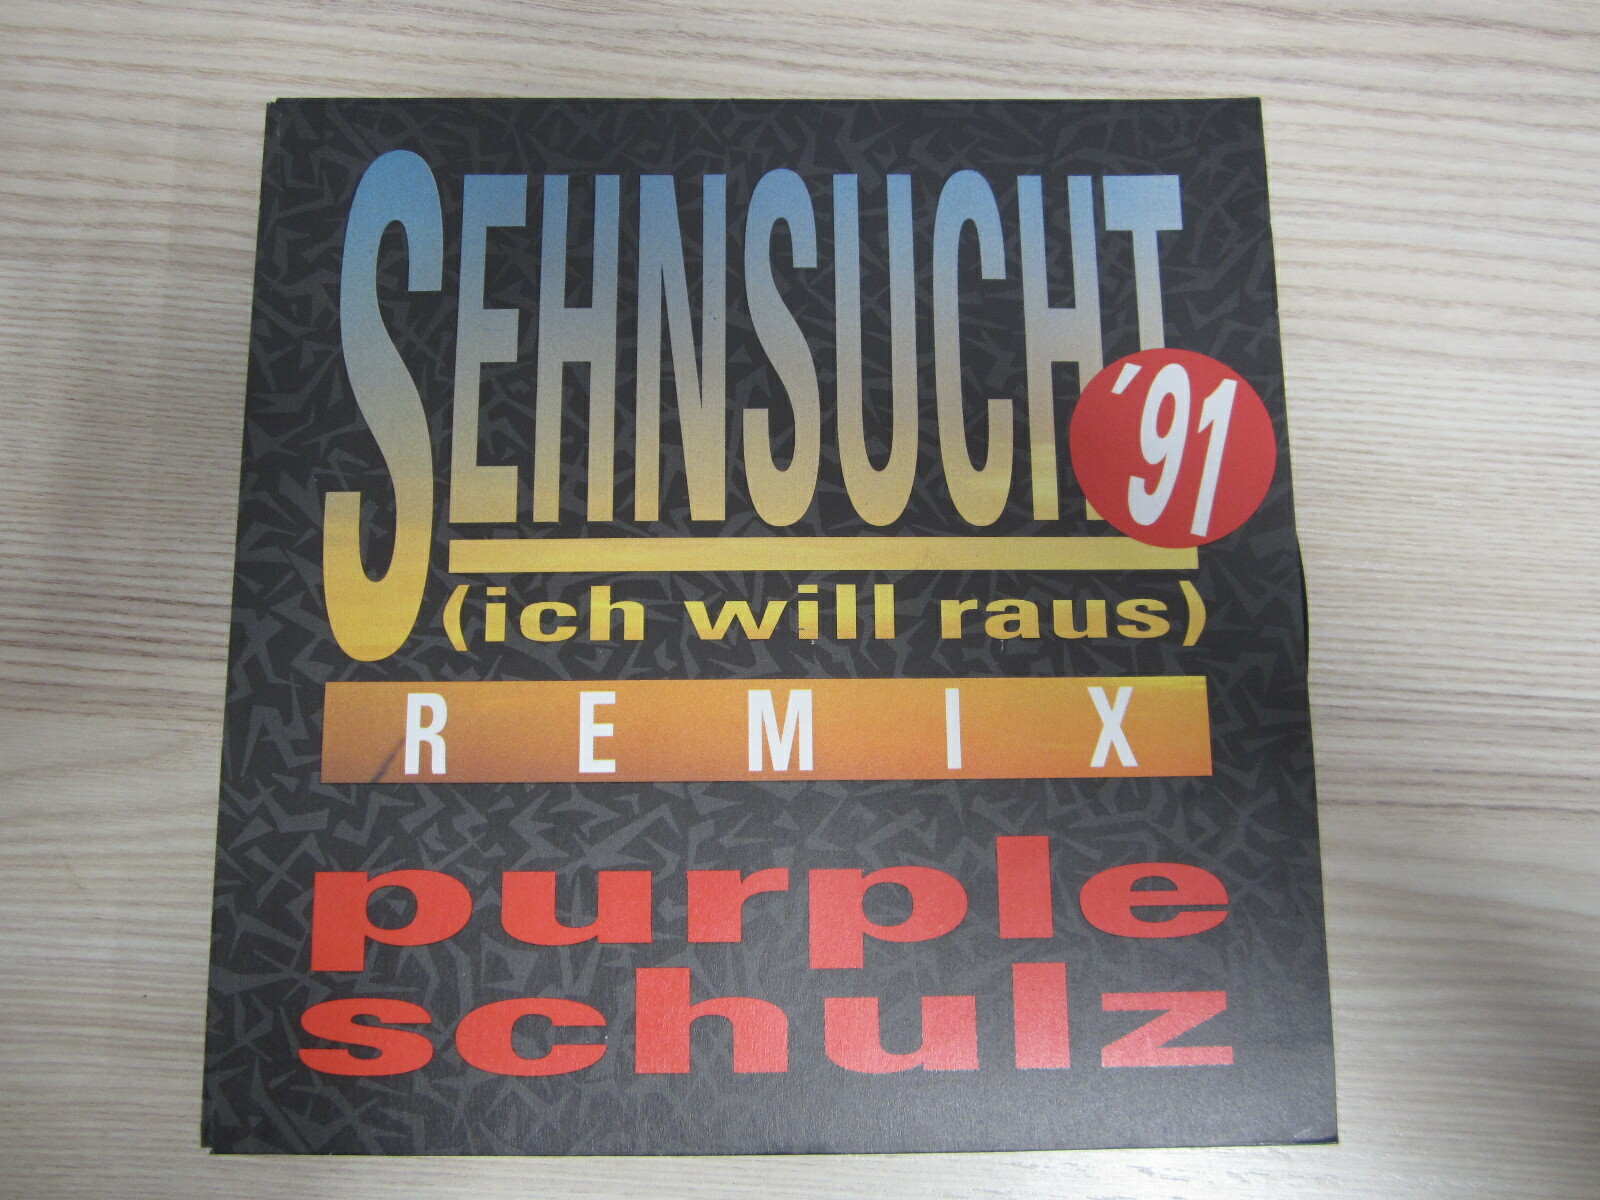 SEHNSUCHT
'91
(ich will raus)
REMIX
purple
schulz